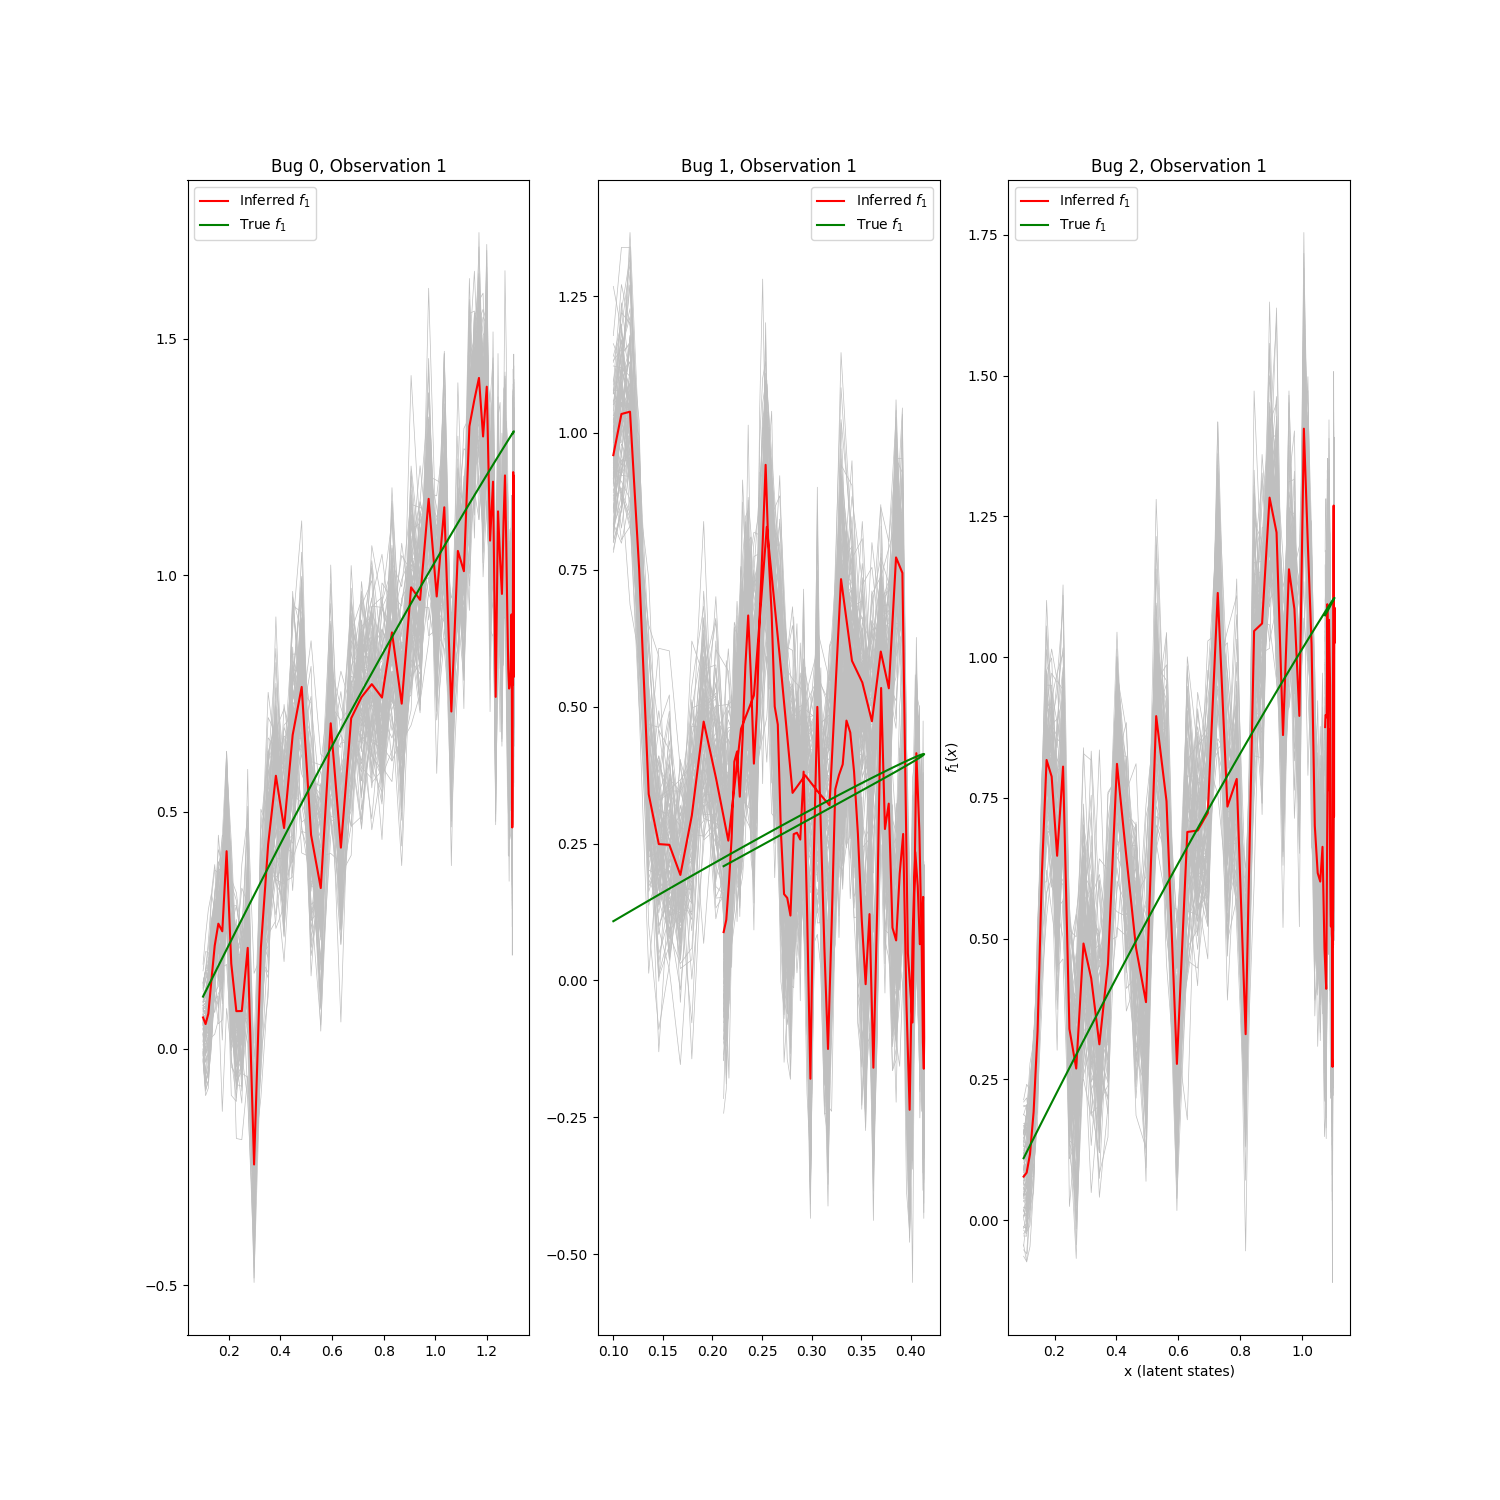 Bug 0, Observation 1
Inferred f₁
True f₁
1.5
1.0
0.5
0.0
−0.5
0.2 0.4 0.6 0.8 1.0 1.2
Bug 1, Observation 1
Inferred f₁
True f₁
1.25
1.00
0.75
0.50
0.25
0.00
−0.25
−0.50
0.10 0.15 0.20 0.25 0.30 0.35 0.40
Bug 2, Observation 1
Inferred f₁
True f₁
f₁(x)
1.75
1.50
1.25
1.00
0.75
0.50
0.25
0.00
0.2 0.4 0.6 0.8 1.0
x (latent states)